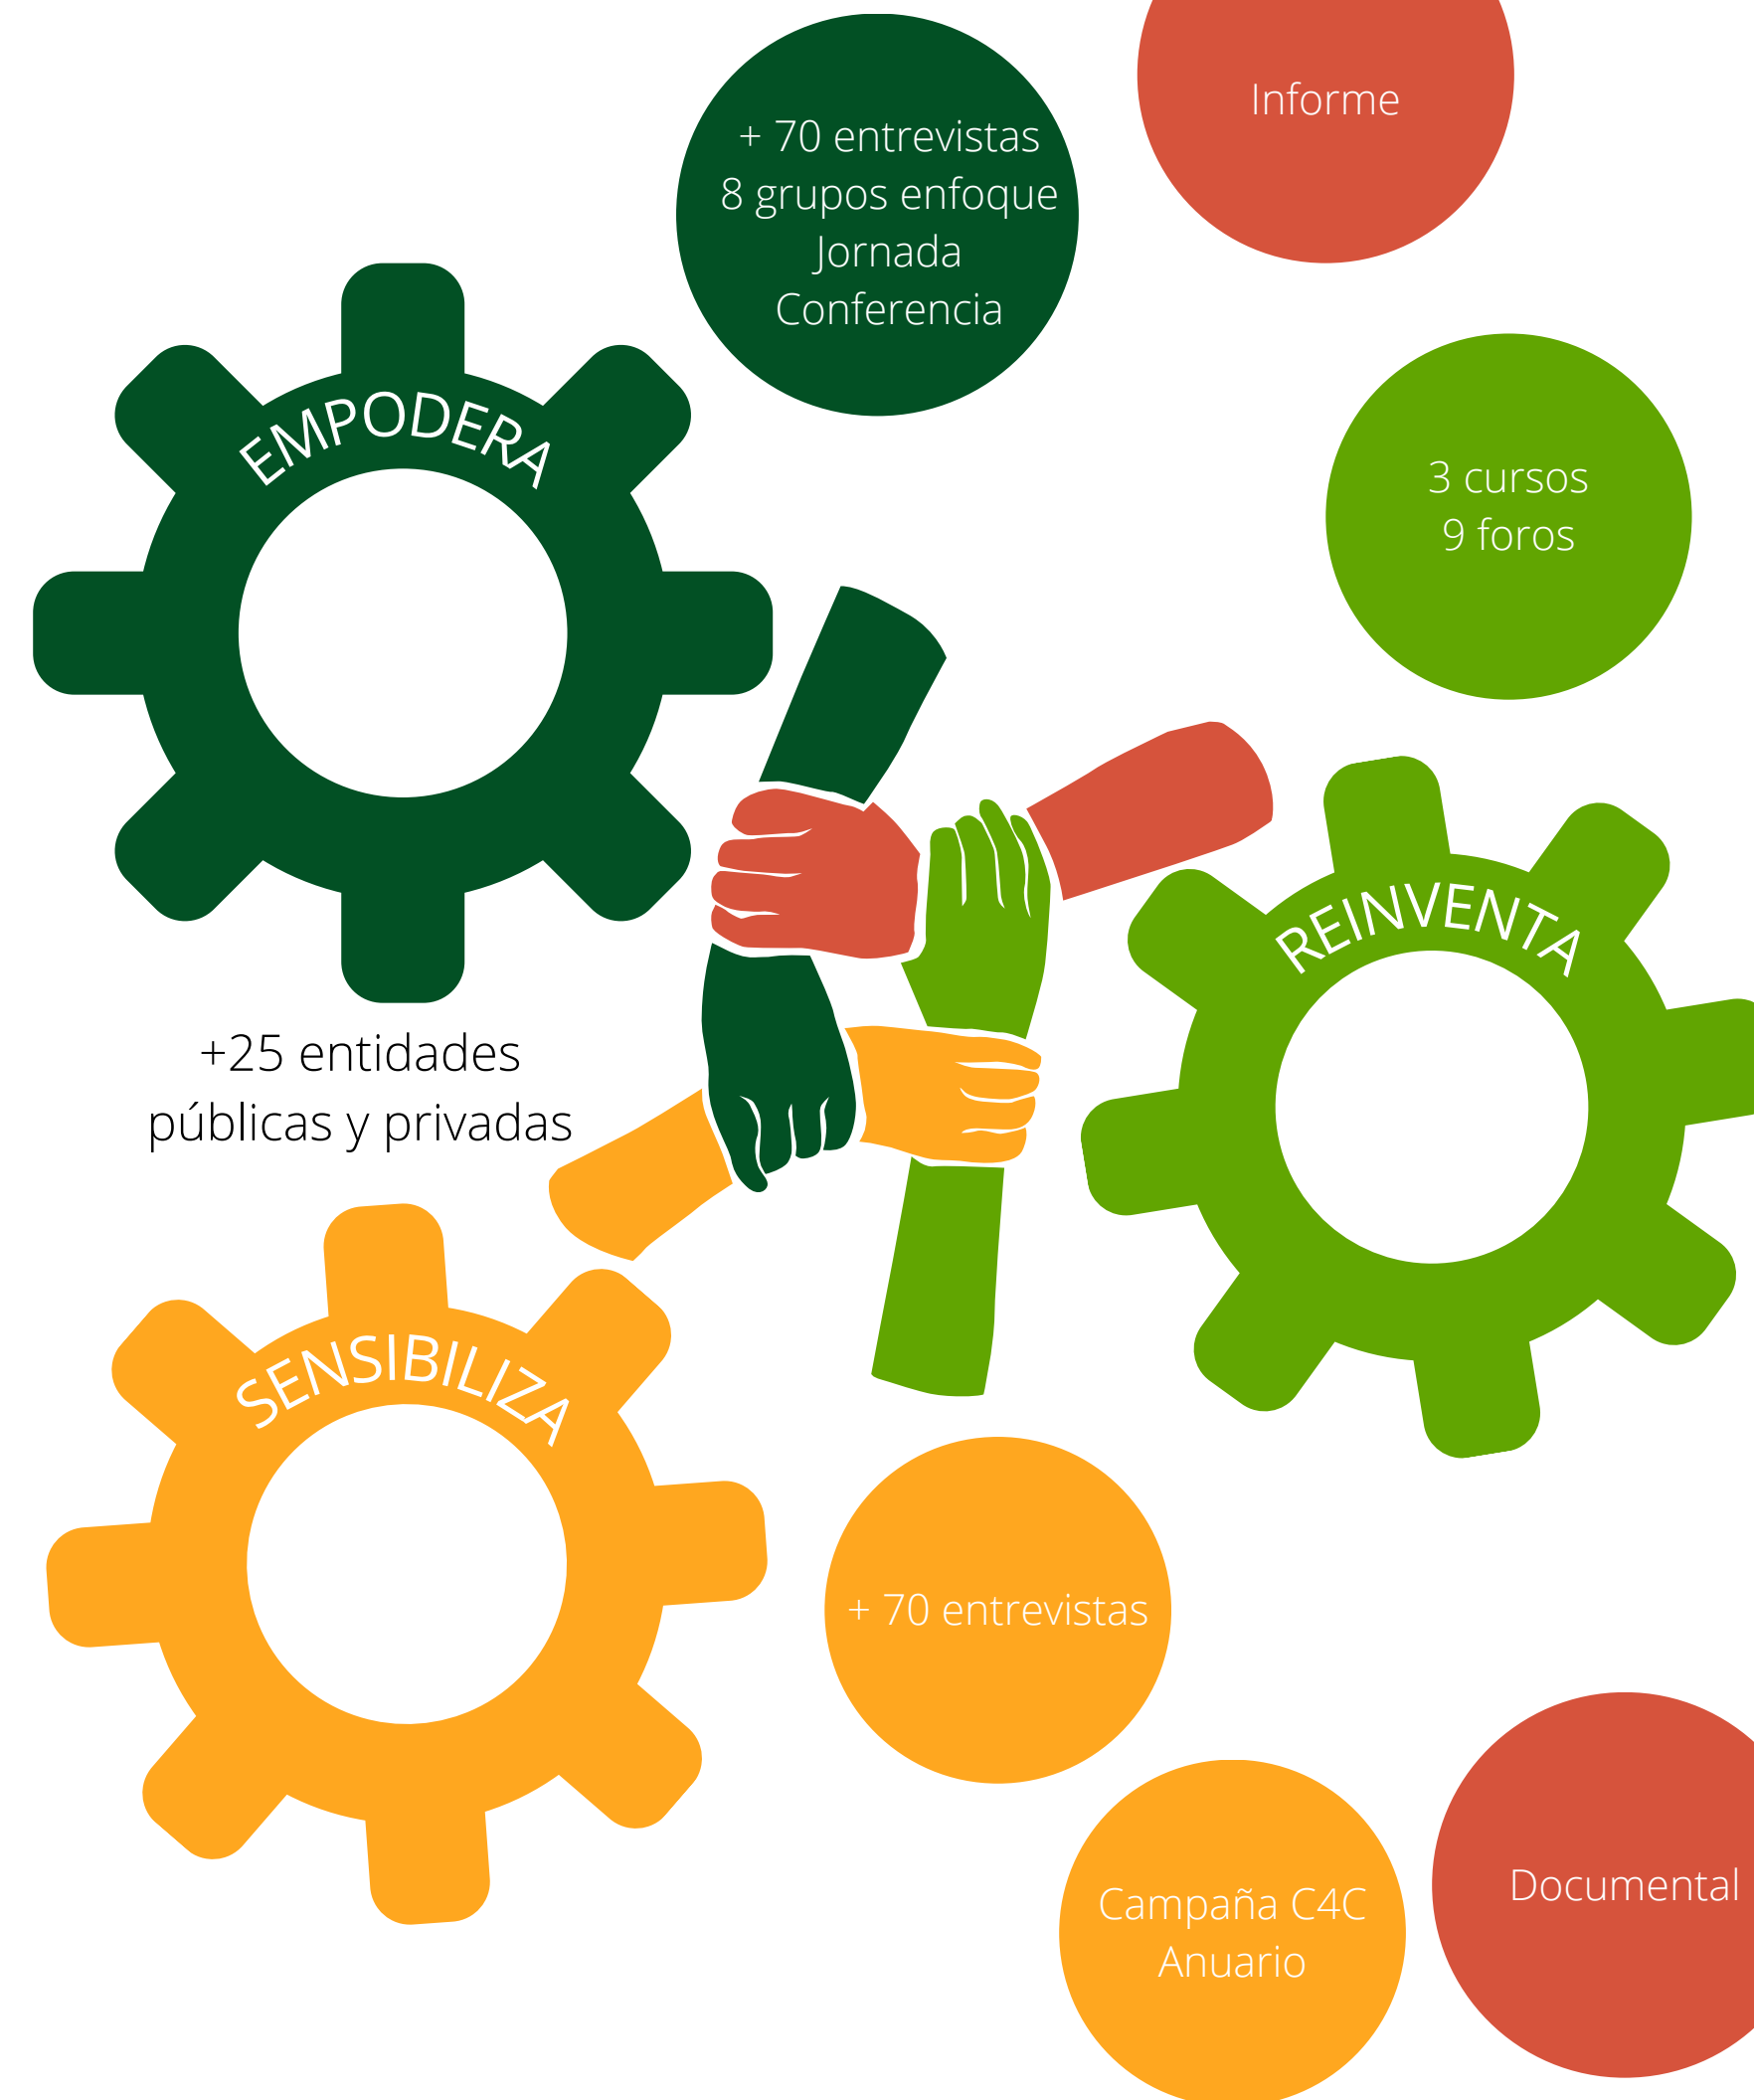 Informe
+ 70 entrevistas
8 grupos enfoque
Jornada
Conferencia
EMPODERA
3 cursos
9 foros
REINVENTA
+25 entidades
públicas y privadas
SENSIBILIZA
+ 70 entrevistas
Campaña C4C
Anuario
Documental